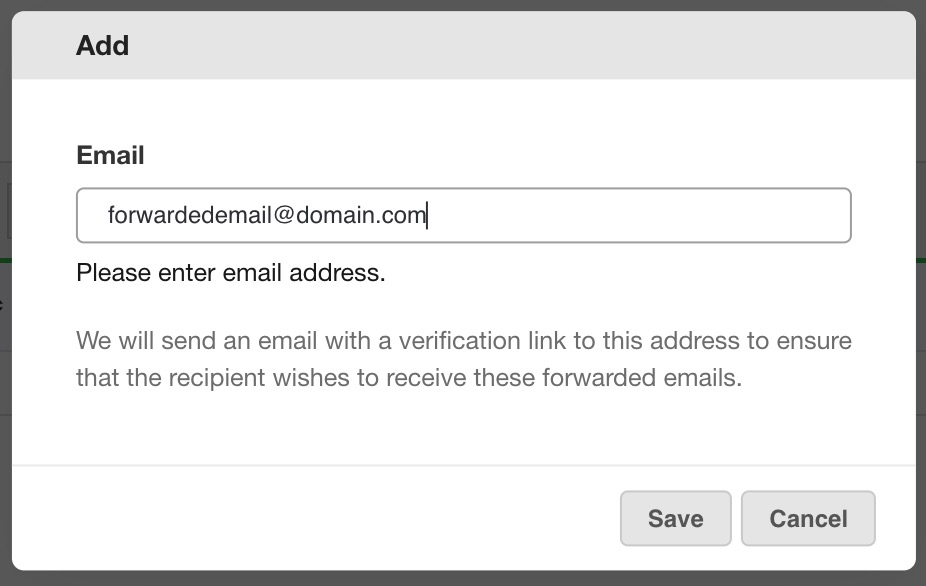 Add
Email
forwardedemail@domain.com
Please enter email address.
We will send an email with a verification link to this address to ensure
that the recipient wishes to receive these forwarded emails.
Save
Cancel